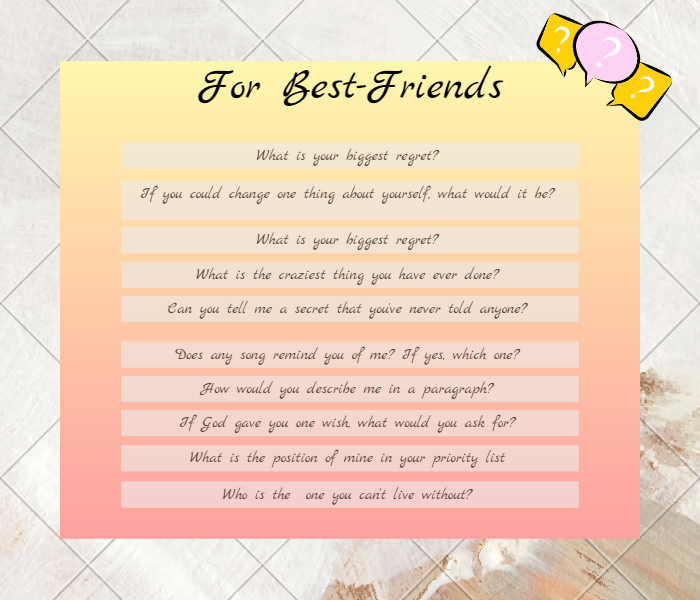 For Best-Friends
What is your biggest regret?
If you could change one thing about yourself, what would it be?
What is your biggest regret?
What is the craziest thing you have ever done?
Can you tell me a secret that you've never told anyone?
Does any song remind you of me? If yes, which one?
How would you describe me in a paragraph?
If God gave you one wish, what would you ask for?
What is the position of mine in your priority list
Who is the one you can't live without?